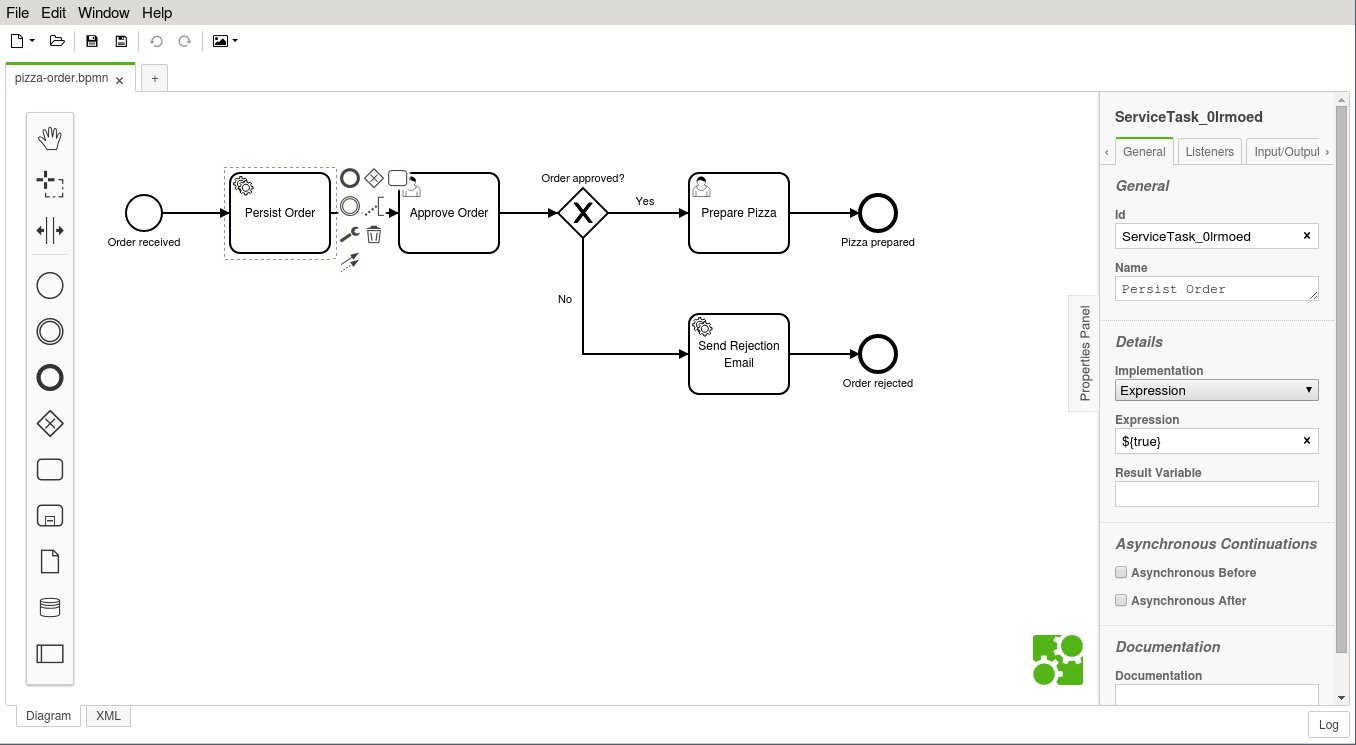 File Edit Window Help
pizza-order.bpmn
+
Order received
Persist Order
Approve Order
Order approved?
Yes
Prepare Pizza
Pizza prepared
No
Send Rejection
Email
Order rejected
Properties Panel
ServiceTask_0lrmoed
General Listeners Input/Output
General
Id
ServiceTask_0lrmoed
Name
Persist Order
Details
Implementation
Expression
Expression
${true}
Result Variable
Asynchronous Continuations
Asynchronous Before
Asynchronous After
Documentation
Documentation
Diagram XML
Log